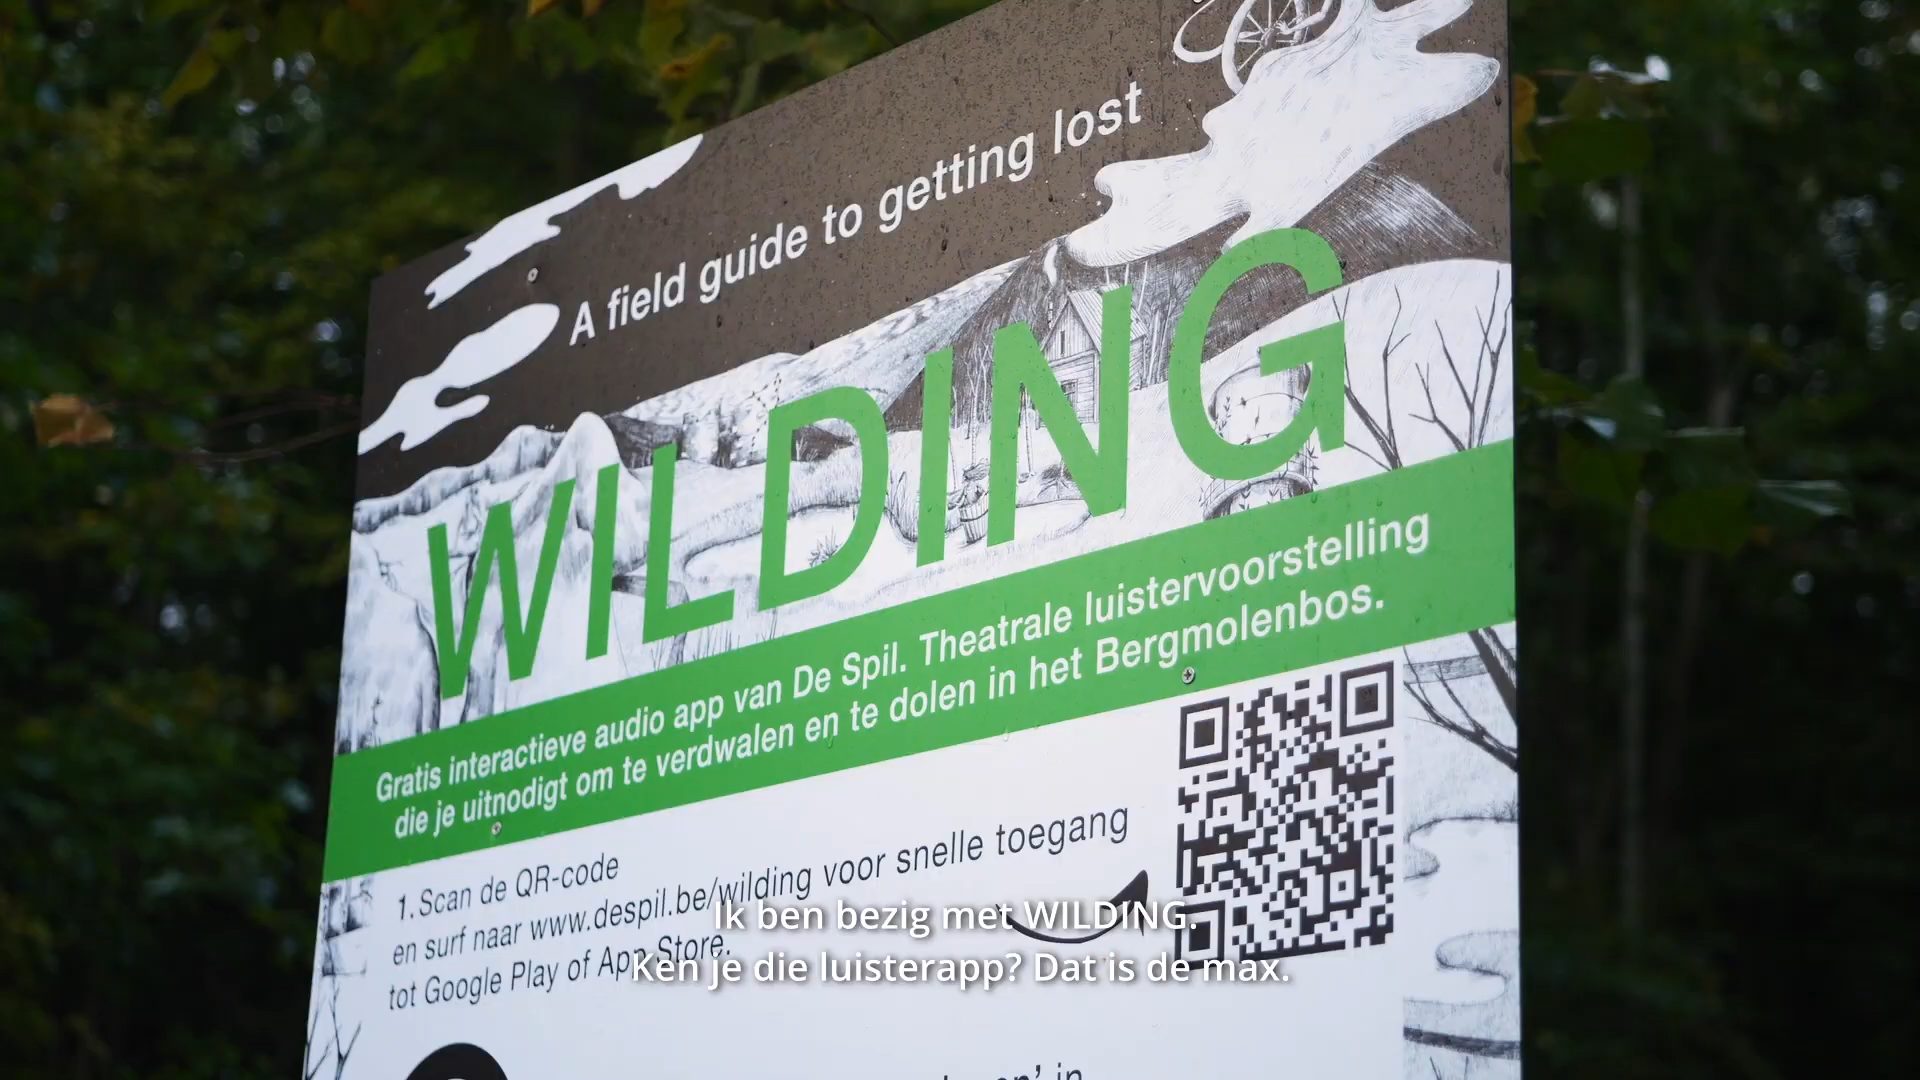 A field guide to getting lost
WILDING
Gratis interactieve audio app van De Spil. Theatrale luistervoorstelling
die je uitnodigt om te verdwalen en te dolen in het Bergmolenbos.
1. Scan de QR-code
en surf naar www.despil.be/wilding voor snelle toegang
tot Google Play of App Store.
Ik ben bezig met WILDING.
Ken je die luisterapp? Dat is de max.